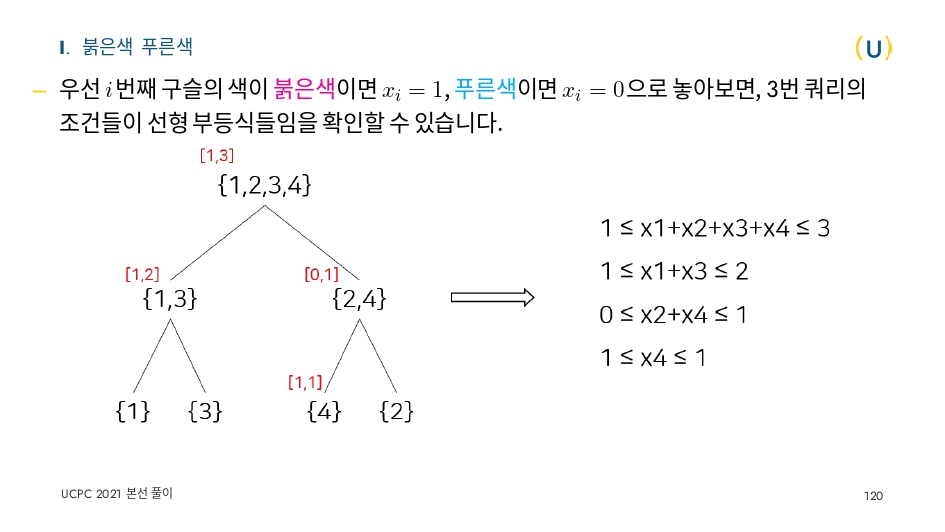 I. 붉은색 푸른색
(U)
– 우선 i번째 구슬의 색이 붉은색이면 xᵢ = 1, 푸른색이면 xᵢ = 0으로 놓아보면, 3번 쿼리의
조건들이 선형 부등식들임을 확인할 수 있습니다.
[1,3]
{1,2,3,4}
[1,2] [0,1]
{1,3} {2,4}
[1,1]
{1} {3} {4} {2}
1 ≤ x1+x2+x3+x4 ≤ 3
1 ≤ x1+x3 ≤ 2
0 ≤ x2+x4 ≤ 1
1 ≤ x4 ≤ 1
UCPC 2021 본선 풀이
120